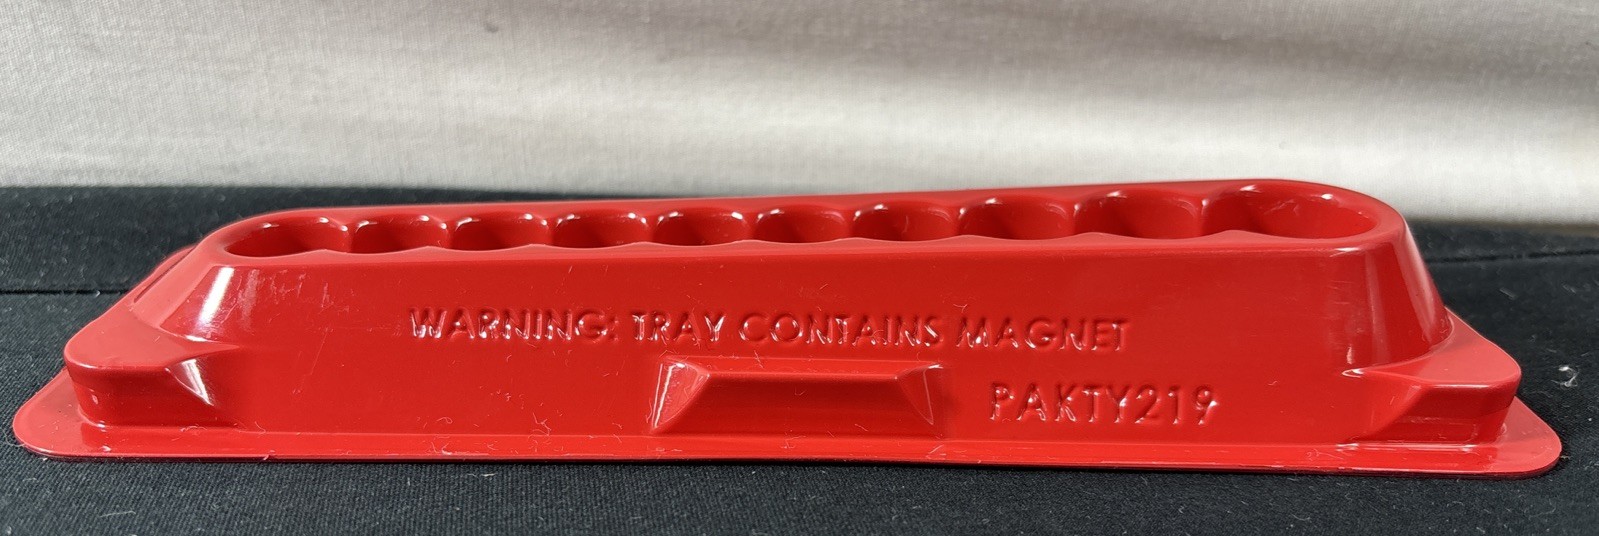 WARNING: TRAY CONTAINS MAGNET
PAKTY219